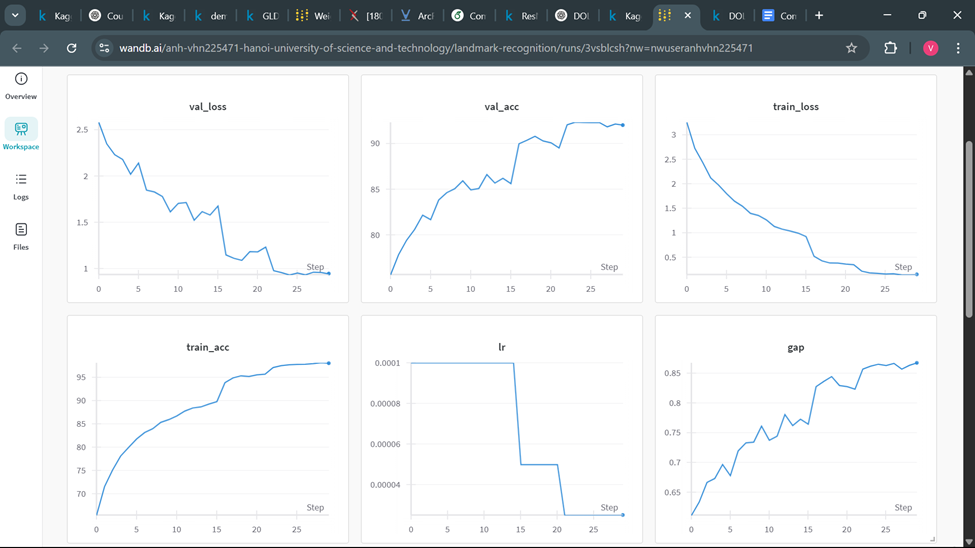 Kag
Cou
Kag
der
GLD
Wei
[180
Arcl
Con
Resl
DOL
Kag
DOL
Con
wandb.ai/anh-vhn225471-hanoi-university-of-science-and-technology/landmark-recognition/runs/3vsblcsh?nw=nwuseranhvhn225471
V
Overview
Workspace
Logs
Files
val_loss
2.5
2
1.5
1
Step
0 5 10 15 20 25
val_acc
90
85
80
Step
0 5 10 15 20 25
train_loss
3
2.5
2
1.5
1
0.5
Step
0 5 10 15 20 25
train_acc
95
90
85
80
75
70
Step
0 5 10 15 20 25
lr
0.0001
0.00008
0.00006
0.00004
Step
0 5 10 15 20 25
gap
0.85
0.8
0.75
0.7
0.65
Step
0 5 10 15 20 25